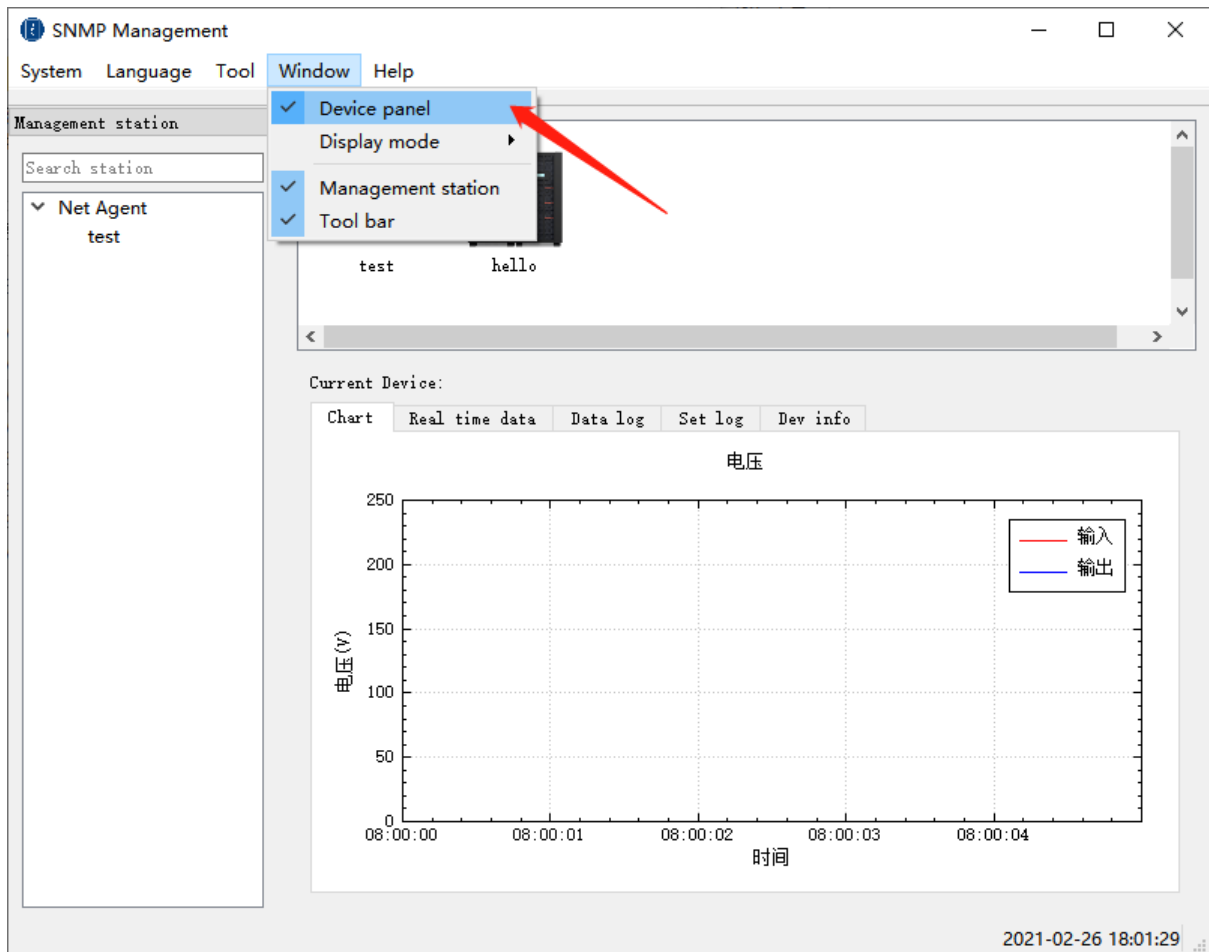 SNMP Management
System Language Tool Window Help
Device panel
Display mode
Management station
Tool bar
Management station
Search station
Net Agent
test
test hello
Current Device:
Chart Real time data Data log Set log Dev info
电压
250
200
150
100
50
0
电压(V)
输入
输出
08:00:00 08:00:01 08:00:02 08:00:03 08:00:04
时间
2021-02-26 18:01:29